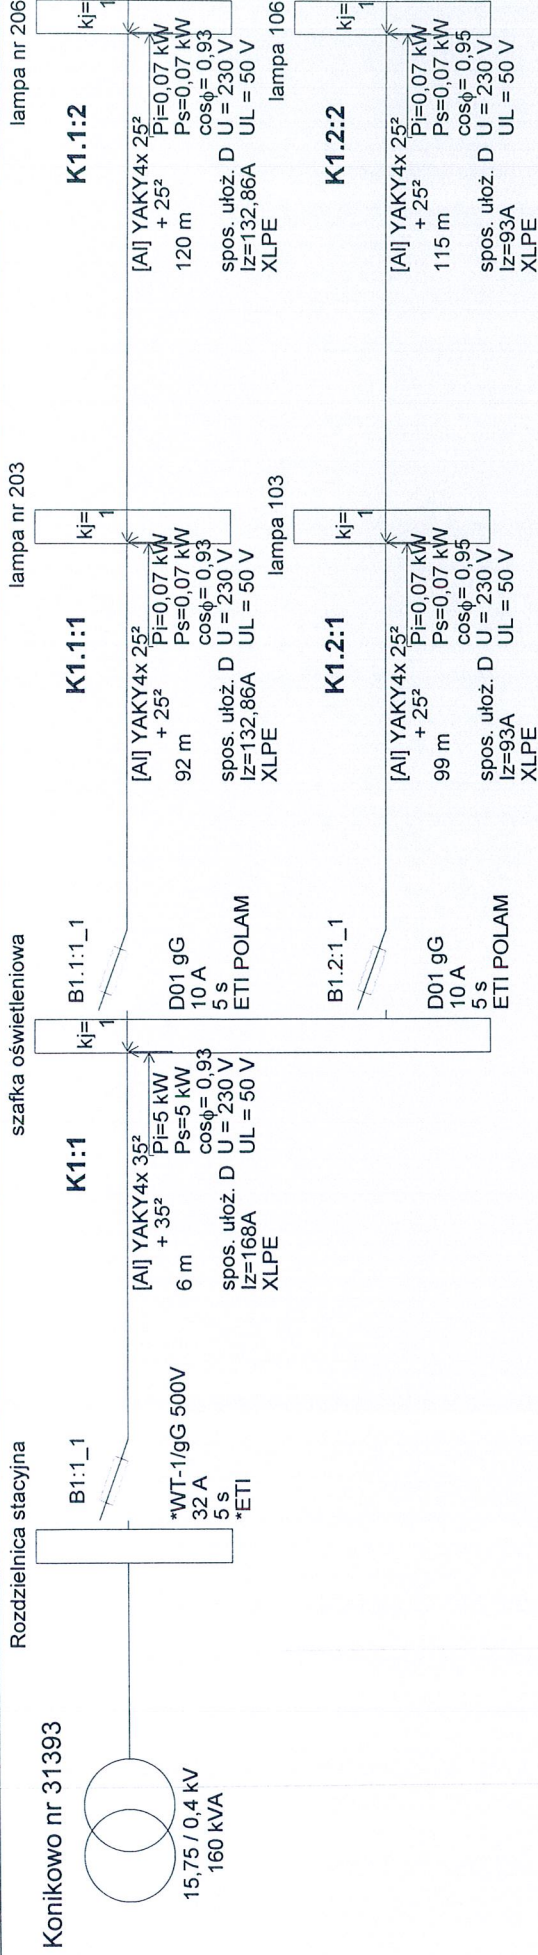 Konikowo nr 31393
15,75 / 0,4 kV
160 kVA
Rozdzielnica stacyjna
B1:1_1
*WT-1/gG 500V
32 A
5 s
*ETI
K1:1
[Al] YAKY4x 35²
+ 35²
6 m
spos. ułoż. D
Iz=168A
XLPE
szafka oświetleniowa
kj=
1
Pi=5 kW
Ps=5 kW
cosϕ= 0,93
U = 230 V
UL = 50 V
B1.1:1_1
D01 gG
10 A
5 s
ETI POLAM
K1.1:1
[Al] YAKY4x 25²
+ 25²
92 m
spos. ułoż. D
Iz=132,86A
XLPE
lampa nr 203
kj=
1
Pi=0,07 kW
Ps=0,07 kW
cosϕ= 0,93
U = 230 V
UL = 50 V
K1.1:2
[Al] YAKY4x 25²
+ 25²
120 m
spos. ułoż. D
Iz=132,86A
XLPE
lampa nr 206
kj=
1
Pi=0,07 kW
Ps=0,07 kW
cosϕ= 0,93
U = 230 V
UL = 50 V
B1.2:1_1
D01 gG
10 A
5 s
ETI POLAM
K1.2:1
[Al] YAKY4x 25²
+ 25²
99 m
spos. ułoż. D
Iz=93A
XLPE
lampa 103
kj=
1
Pi=0,07 kW
Ps=0,07 kW
cosϕ= 0,95
U = 230 V
UL = 50 V
K1.2:2
[Al] YAKY4x 25²
+ 25²
115 m
spos. ułoż. D
Iz=93A
XLPE
lampa 106
kj=
1
Pi=0,07 kW
Ps=0,07 kW
cosϕ= 0,95
U = 230 V
UL = 50 V